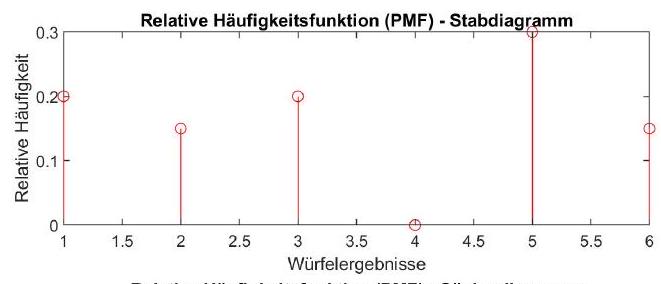 Relative Häufigkeitsfunktion (PMF) - Stabdiagramm
0.3
0.2
0.1
0
Relative Häufigkeit
1 1.5 2 2.5 3 3.5 4 4.5 5 5.5 6
Würfelergebnisse